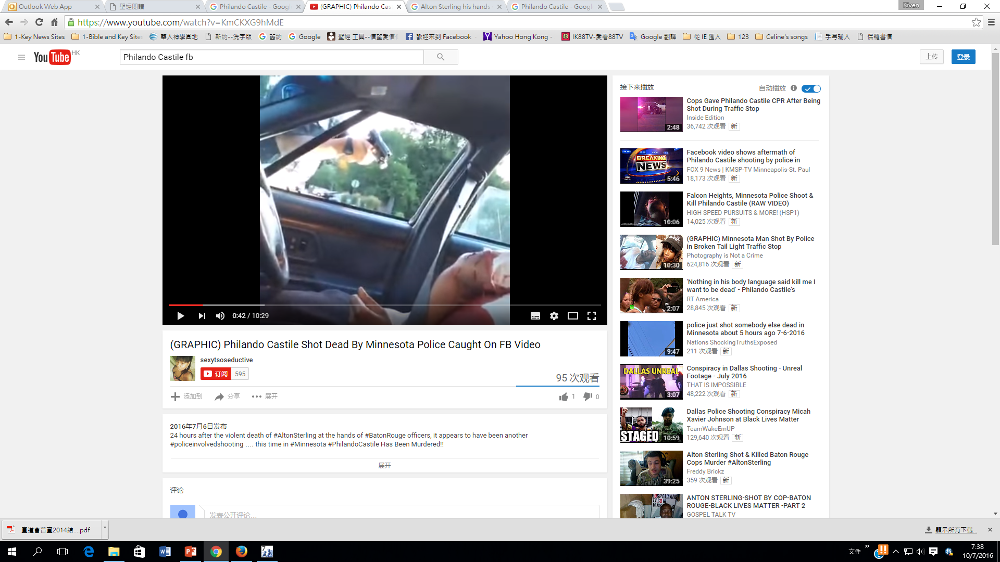 Outlook Web App
聖經閱讀
Philando Castile - Googl
(GRAPHIC) Philando Cas
Alton Sterling his hands
Philando Castile - Googl
Kiven
https://www.youtube.com/watch?v=KmCKXG9hMdE
1-Key News Sites
1-Bible and Key Site
華人神學園地
新約--洗字版
舊約
Google
聖經 工具--信望愛信
歡迎來到 Facebook
Yahoo Hong Kong -
IK88TV-愛看88TV
Google 翻譯
從 IE 匯入
123
Celine's songs
手写输入
保羅書信
YouTube HK
Philando Castile fb
上传
登录
0:42 / 10:29
(GRAPHIC) Philando Castile Shot Dead By Minnesota Police Caught On FB Video
sexytsoseductive
订阅 595
95 次观看
添加到
分享
展开
1
0
2016年7月6日发布
24 hours after the violent death of #AltonSterling at the hands of #BatonRouge officers, it appears to have been another
#policeinvolvedshooting …. this time in #Minnesota #PhilandoCastile Has Been Murdered!!
展开
评论
发表公开评论...
接下来播放
自动播放
2:48
Cops Gave Philando Castile CPR After Being
Shot During Traffic Stop
Inside Edition
36,742 次观看 新
BREAKING
NEWS
5:46
Facebook video shows aftermath of
Philando Castile shooting by police in
FOX 9 News | KMSP-TV Minneapolis-St. Paul
18,173 次观看 新
10:06
Falcon Heights, Minnesota Police Shoot &
Kill Philando Castile (RAW VIDEO)
HIGH SPEED PURSUITS & MORE! (HSP1)
14,025 次观看 新
10:30
(GRAPHIC) Minnesota Man Shot By Police
in Broken Tail Light Traffic Stop
Photography is Not a Crime
624,816 次观看 新
2:07
'Nothing in his body language said kill me I
want to be dead' - Philando Castile's
RT America
28,845 次观看 新
9:47
police just shot somebody else dead in
Minnesota about 5 hours ago 7-6-2016
Nations ShockingTruthsExposed
211 次观看 新
DALLAS UNREAL
3:07
Conspiracy in Dallas Shooting - Unreal
Footage - July 2016
THAT IS IMPOSSIBLE
48,222 次观看 新
STAGED
10:59
Dallas Police Shooting Conspiracy Micah
Xavier Johnson at Black Lives Matter
TeamWakeEmUP
129,640 次观看 新
39:25
Alton Sterling Shot & Killed Baton Rouge
Cops Murder #AltonSterling
Freddy Brickz
359 次观看 新
GOSPEL TALK
TV.COM
ANTON STERLING-SHOT BY COP-BATON
ROUGE-BLACK LIVES MATTER -PART 2
GOSPEL TALK TV
宣道會普查2014結....pdf
顯示所有下載...
文件
7:38
10/7/2016